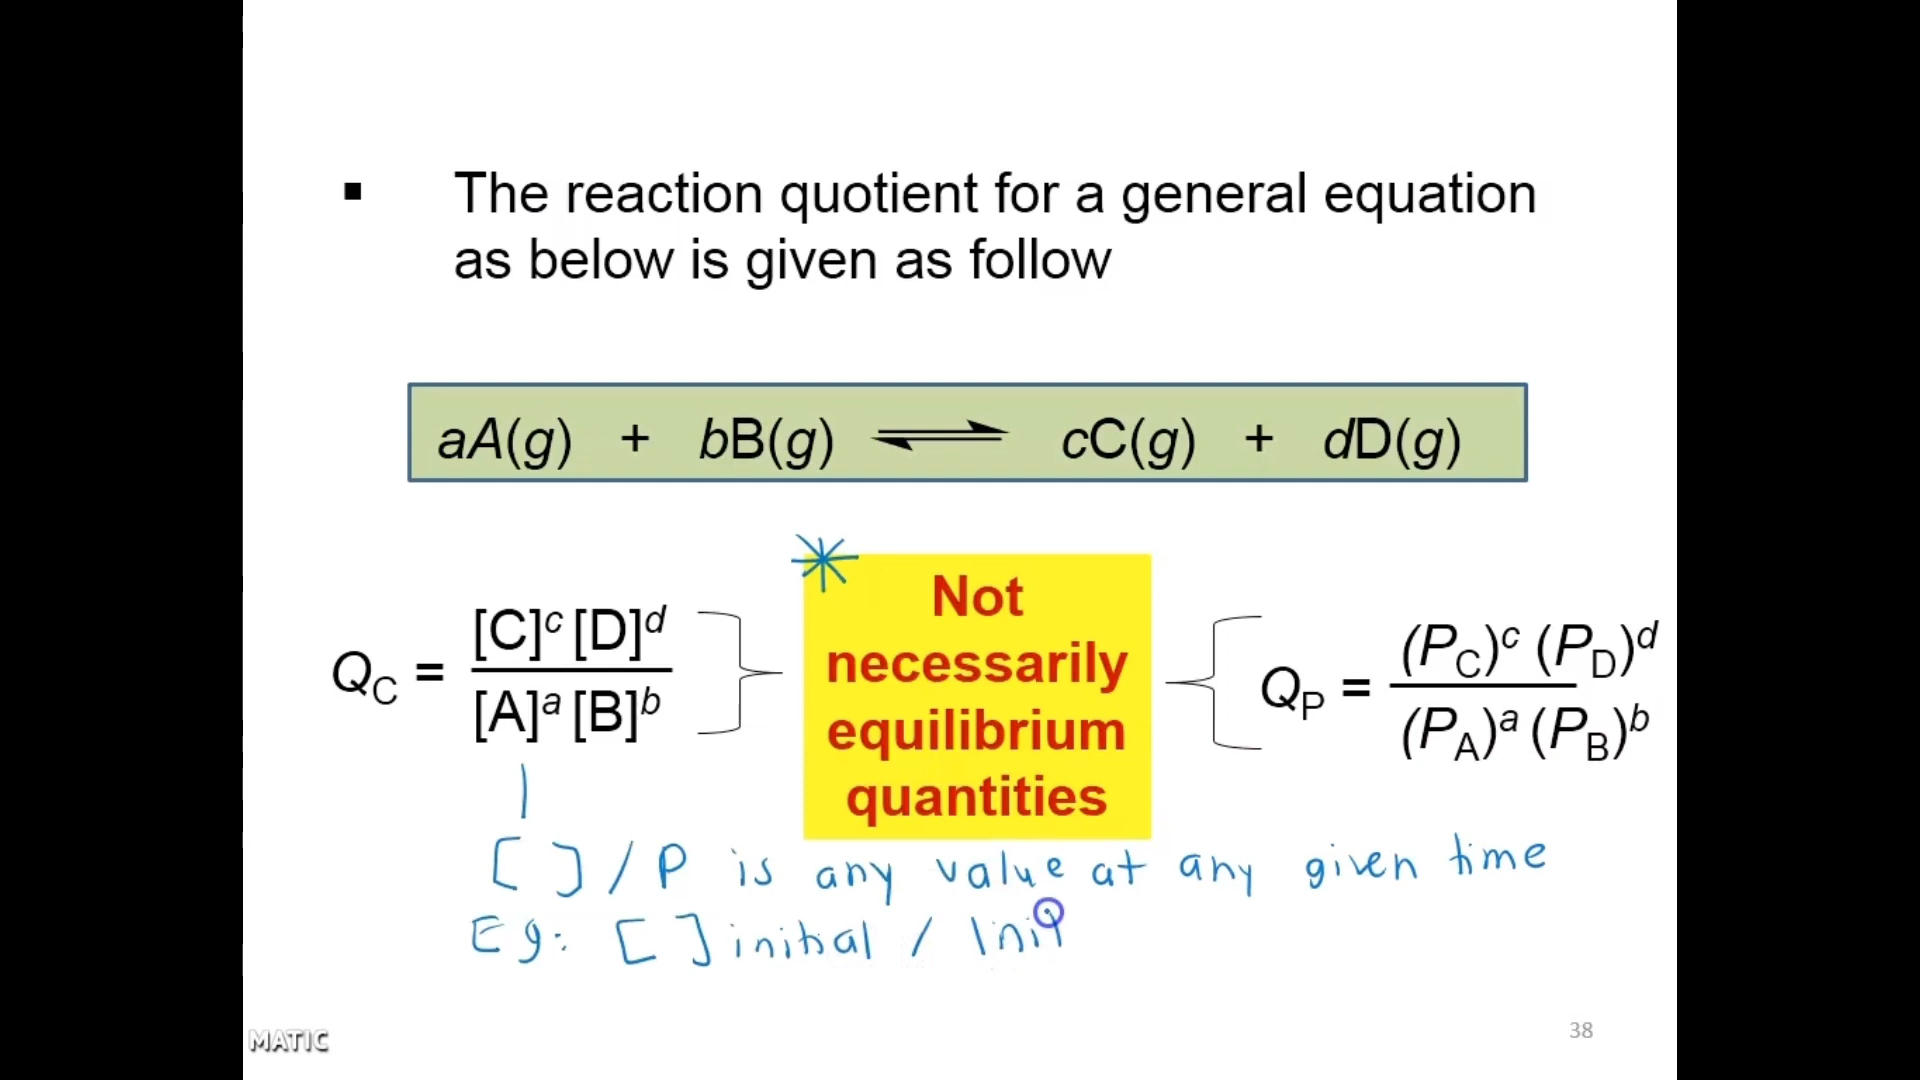 ▪ The reaction quotient for a general equation
as below is given as follow
aA(g) + bB(g) ⇌ cC(g) + dD(g)
Q_C = [C]^c [D]^d / [A]^a [B]^b
Not
necessarily
equilibrium
quantities
Q_P = (P_C)^c (P_D)^d / (P_A)^a (P_B)^b
[ ] / P is any value at any given time
Eg: [ ] initial / Init
MATIC
38